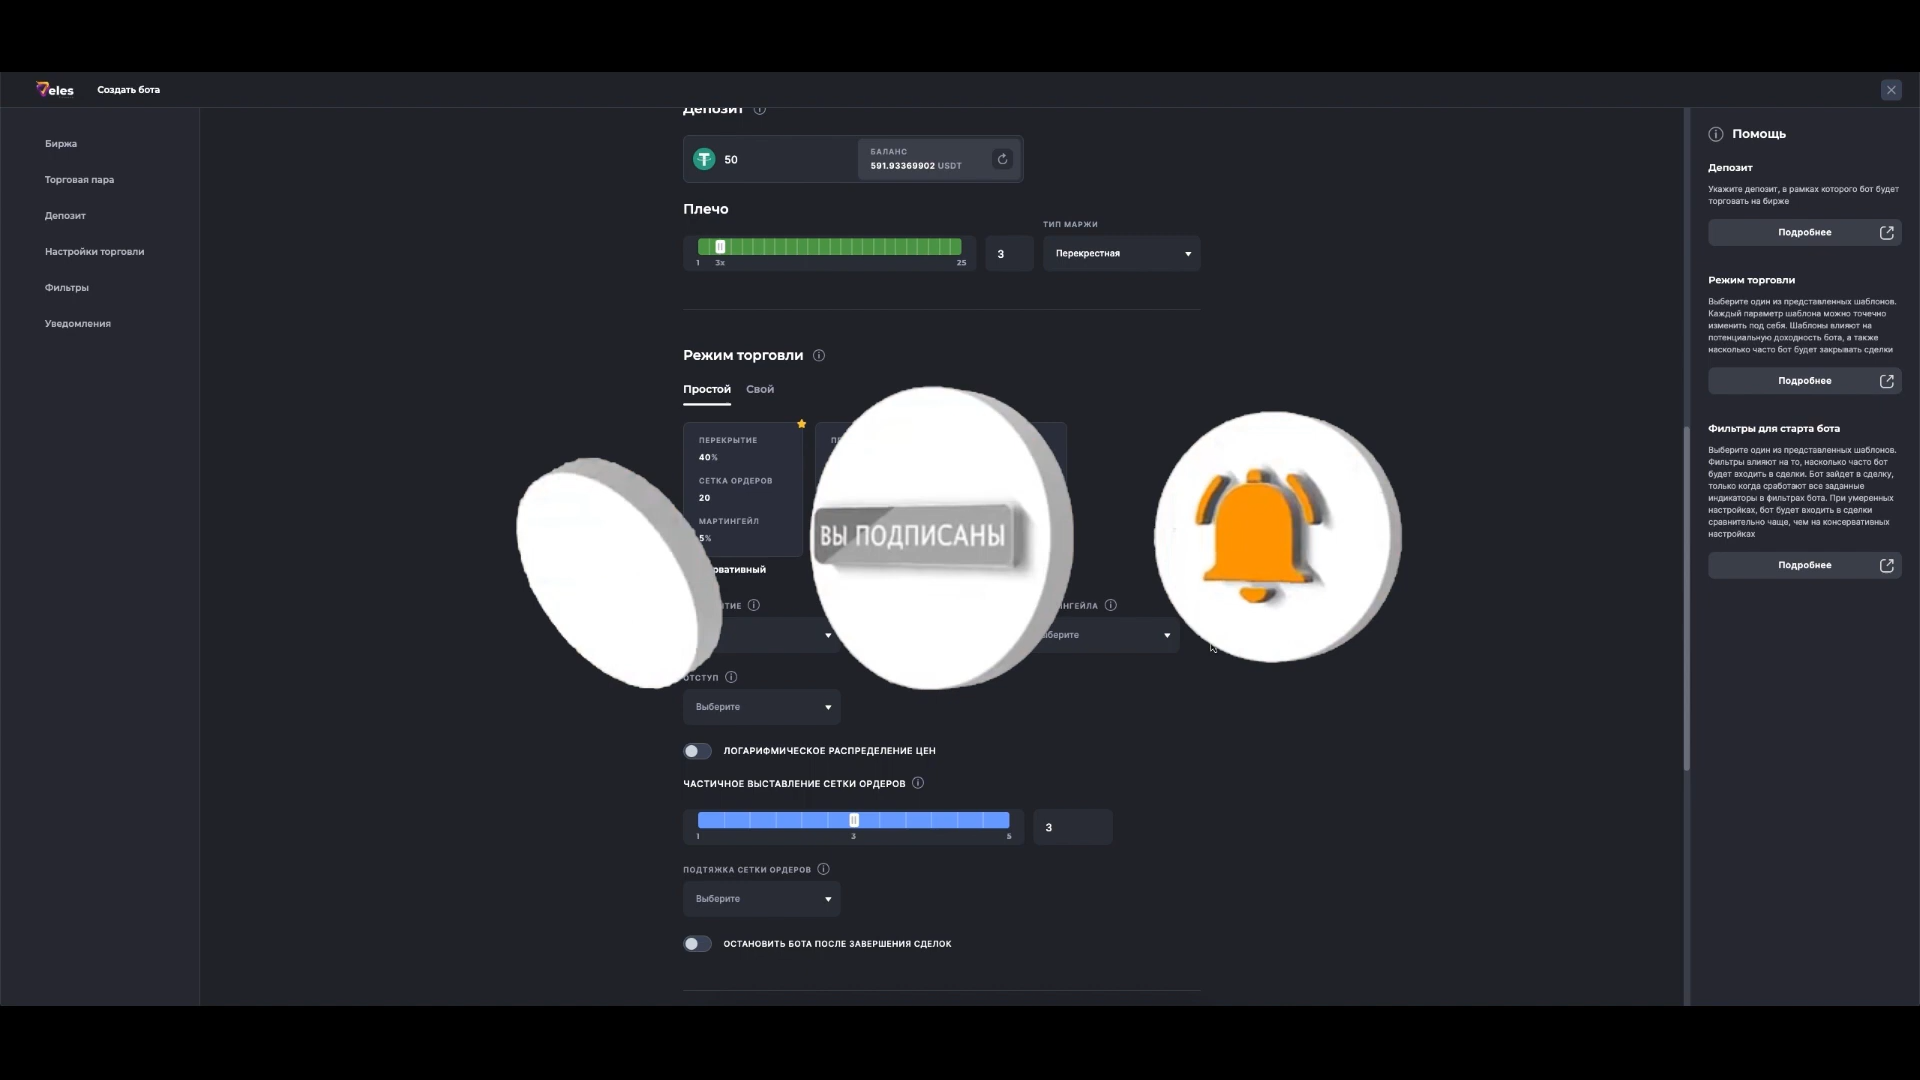 Veles
Создать бота
Биржа
Торговая пара
Депозит
Настройки торговли
Фильтры
Уведомления
Депозит
50
БАЛАНС
591.93369902 USDT
Плечо
ТИП МАРЖИ
1
3x
25
3
Перекрестная
Режим торговли
Простой
Свой
ПЕРЕКРЫТИЕ
40%
СЕТКА ОРДЕРОВ
20
МАРТИНГЕЙЛ
5%
ВЫ ПОДПИСАНЫ
ОТСТУП
Выберите
ЛОГАРИФМИЧЕСКОЕ РАСПРЕДЕЛЕНИЕ ЦЕН
ЧАСТИЧНОЕ ВЫСТАВЛЕНИЕ СЕТКИ ОРДЕРОВ
1
3
5
3
ПОДТЯЖКА СЕТКИ ОРДЕРОВ
Выберите
ОСТАНОВИТЬ БОТА ПОСЛЕ ЗАВЕРШЕНИЯ СДЕЛОК
Помощь
Депозит
Укажите депозит, в рамках которого бот будет
торговать на бирже
Подробнее
Режим торговли
Выберите один из представленных шаблонов.
Каждый параметр шаблона можно точечно
изменить под себя. Шаблоны влияют на
потенциальную доходность бота, а также
насколько часто бот будет закрывать сделки
Подробнее
Фильтры для старта бота
Выберите один из представленных шаблонов.
Фильтры влияют на то, насколько часто бот
будет входить в сделки. Бот зайдет в сделку,
только когда сработают все заданные
индикаторы в фильтрах бота. При умеренных
настройках, бот будет входить в сделки
сравнительно чаще, чем на консервативных
настройках
Подробнее